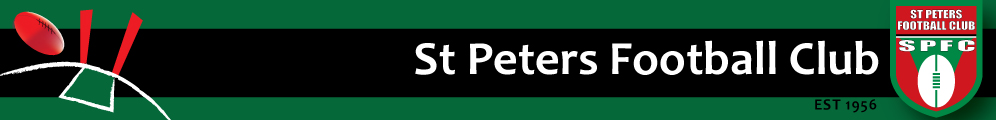 St Peters Football Club
EST 1956
ST PETERS
FOOTBALL CLUB
SPFC